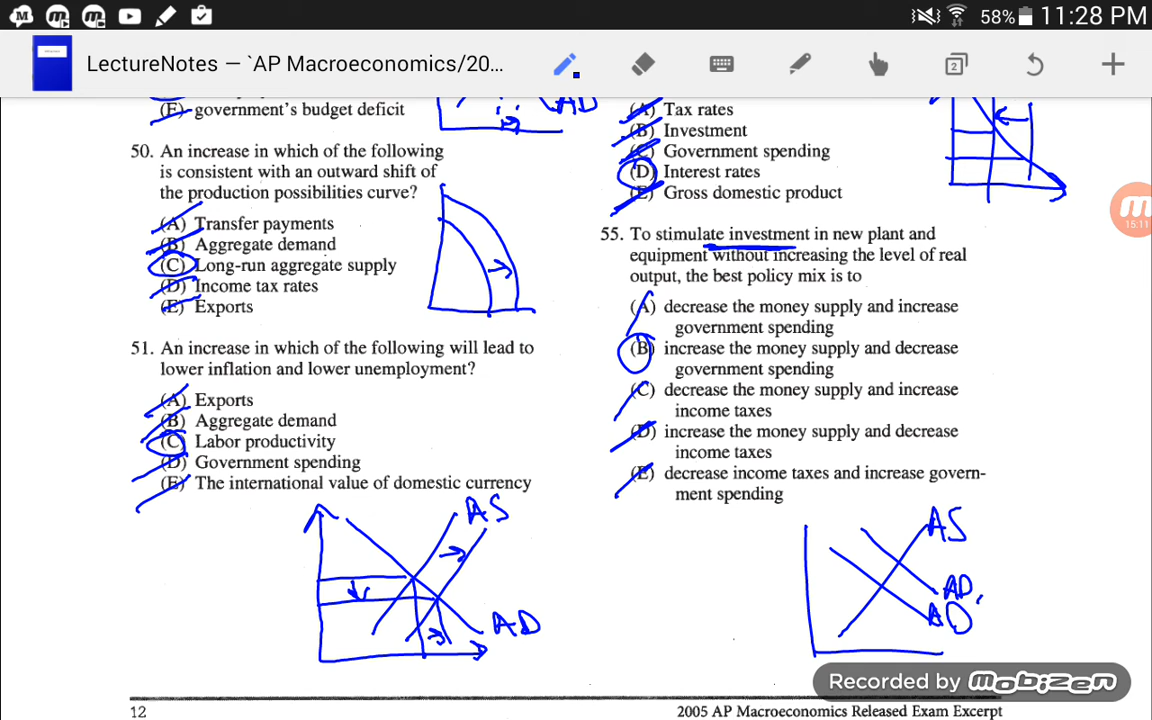 58% 11:28 PM
LectureNotes — `AP Macroeconomics/20...
2
(E) government's budget deficit
AD
50. An increase in which of the following
is consistent with an outward shift of
the production possibilities curve?
(A) Transfer payments
(B) Aggregate demand
(C) Long-run aggregate supply
(D) Income tax rates
(E) Exports
51. An increase in which of the following will lead to
lower inflation and lower unemployment?
(A) Exports
(B) Aggregate demand
(C) Labor productivity
(D) Government spending
(E) The international value of domestic currency
AS
AD
(A) Tax rates
(B) Investment
(C) Government spending
(D) Interest rates
(E) Gross domestic product
55. To stimulate investment in new plant and
equipment without increasing the level of real
output, the best policy mix is to
(A) decrease the money supply and increase
government spending
(B) increase the money supply and decrease
government spending
(C) decrease the money supply and increase
income taxes
(D) increase the money supply and decrease
income taxes
(E) decrease income taxes and increase govern-
ment spending
AS
AD,
AD
15:11
Recorded by mobizen
12
2005 AP Macroeconomics Released Exam Excerpt